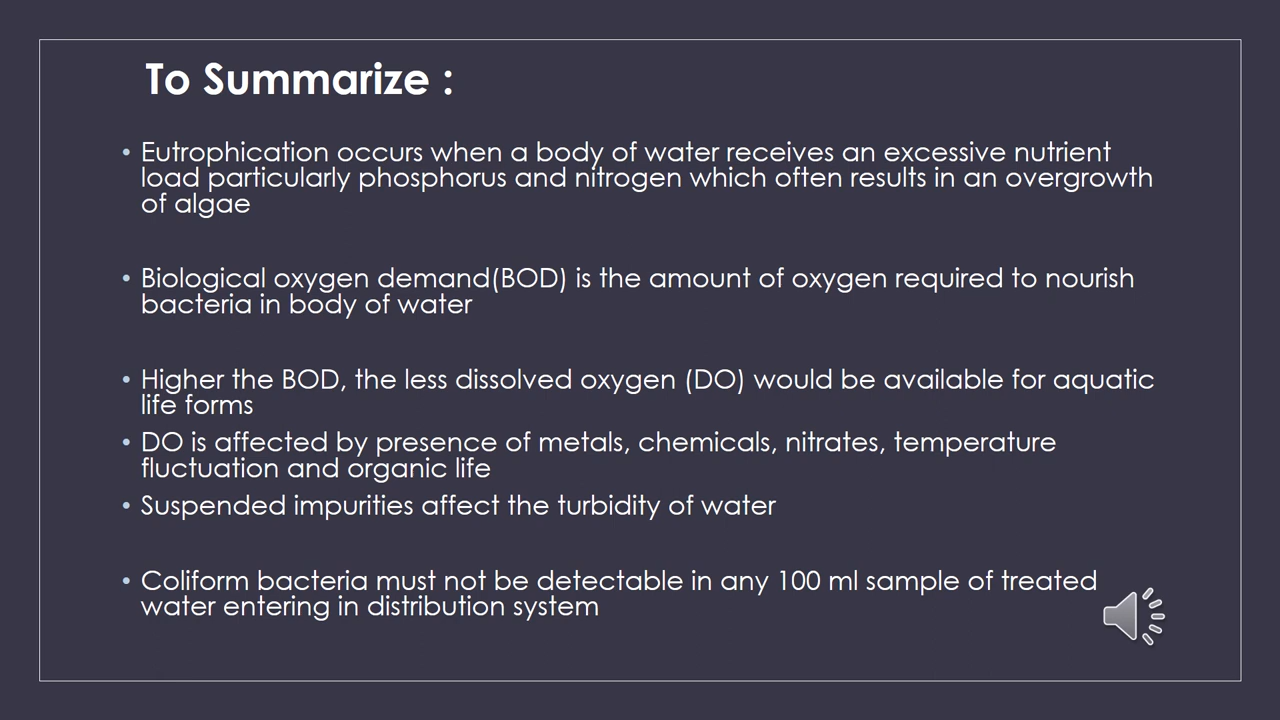 To Summarize :
• Eutrophication occurs when a body of water receives an excessive nutrient
load particularly phosphorus and nitrogen which often results in an overgrowth
of algae
• Biological oxygen demand(BOD) is the amount of oxygen required to nourish
bacteria in body of water
• Higher the BOD, the less dissolved oxygen (DO) would be available for aquatic
life forms
• DO is affected by presence of metals, chemicals, nitrates, temperature
fluctuation and organic life
• Suspended impurities affect the turbidity of water
• Coliform bacteria must not be detectable in any 100 ml sample of treated
water entering in distribution system